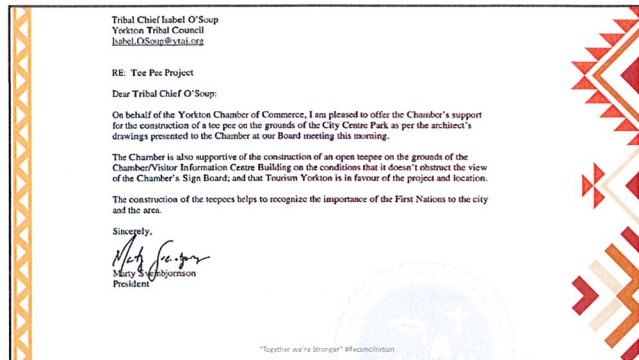 Tribal Chief Isabel O'Soup
Yorkton Tribal Council
Isabel.OSoup@ytai.org
RE: Tee Pee Project
Dear Tribal Chief O'Soup:
On behalf of the Yorkton Chamber of Commerce, I am pleased to offer the Chamber's support
for the construction of a tee pee on the grounds of the City Centre Park as per the architect's
drawings presented to the Chamber at our Board meeting this morning.
The Chamber is also supportive of the construction of an open teepee on the grounds of the
Chamber/Visitor Information Centre Building on the conditions that it doesn't obstruct the view
of the Chamber's Sign Board; and that Tourism Yorkton is in favour of the project and location.
The construction of the teepees helps to recognize the importance of the First Nations to the city
and the area.
Sincerely,
Marty Sveinbjornson
President
"Together we're Stronger" #Reconciliation